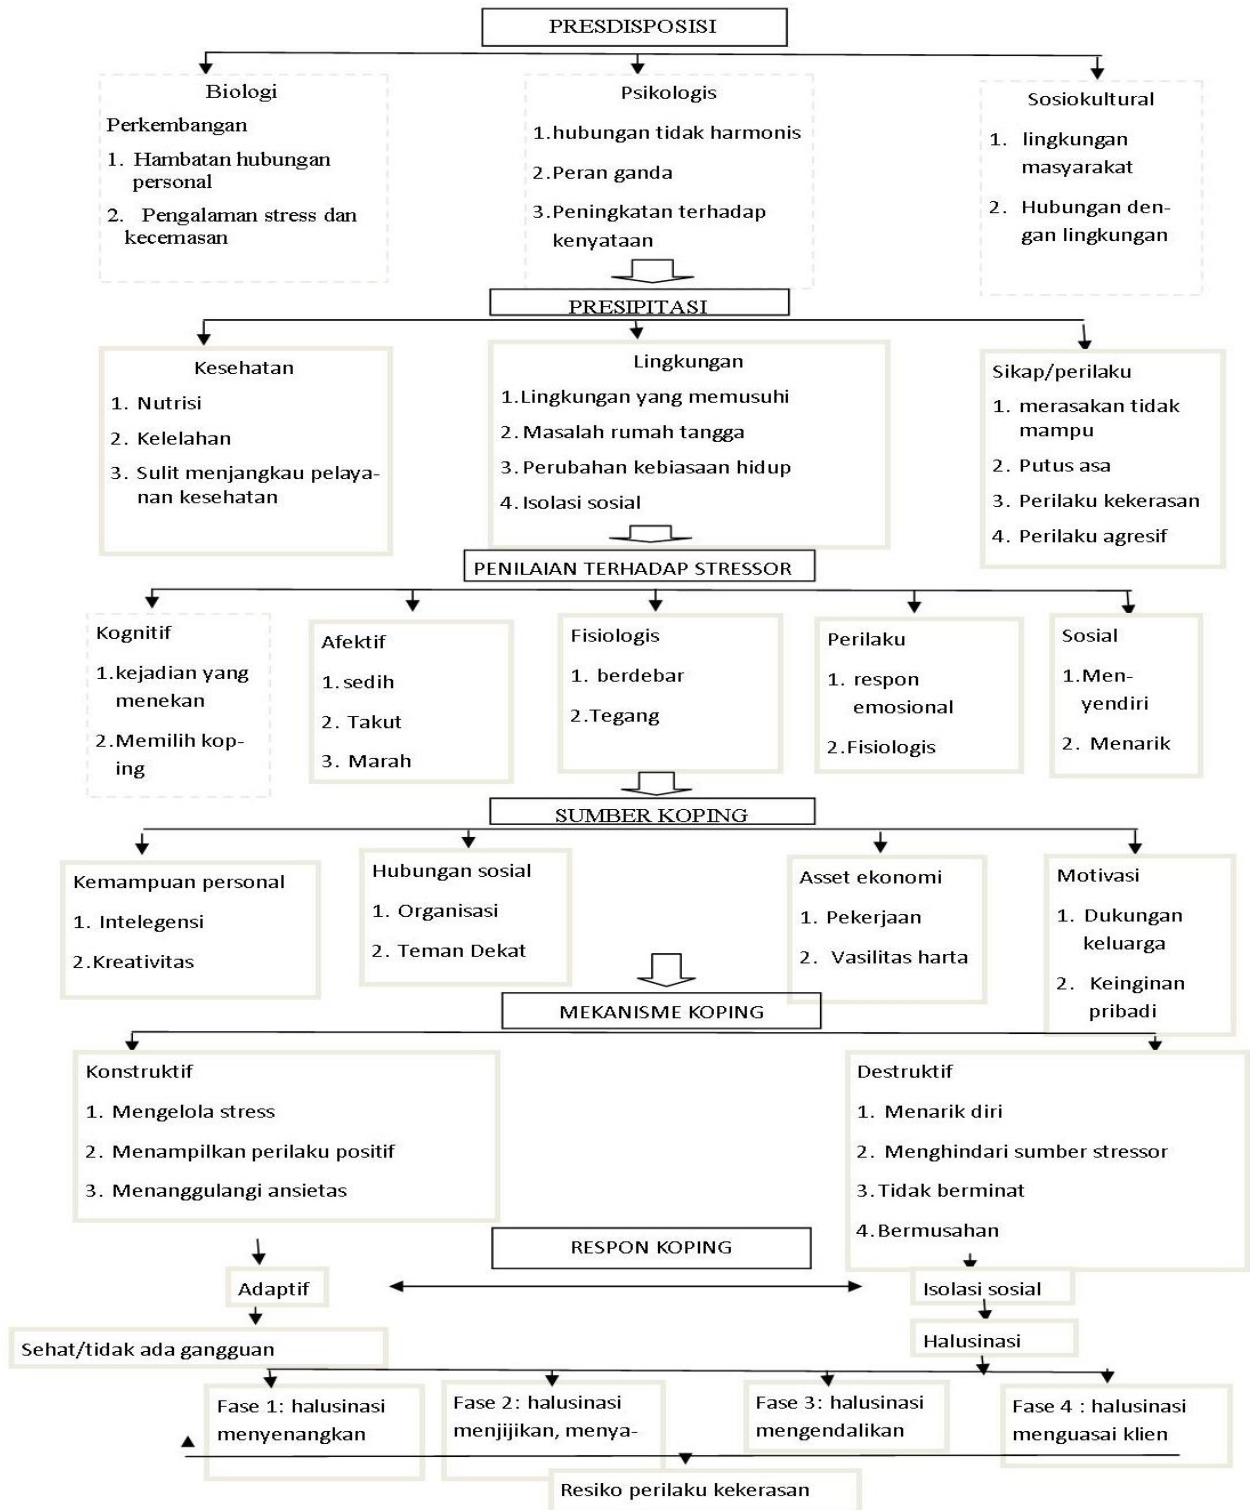 PRESDISPOSISI
Biologi
Perkembangan
1. Hambatan hubungan
personal
2. Pengalaman stress dan
kecemasan
Psikologis
1.hubungan tidak harmonis
2.Peran ganda
3.Peningkatan terhadap
kenyataan
Sosiokultural
1. lingkungan
masyarakat
2. Hubungan den-
gan lingkungan
PRESIPITASI
Kesehatan
1. Nutrisi
2. Kelelahan
3. Sulit menjangkau pelaya-
nan kesehatan
Lingkungan
1.Lingkungan yang memusuhi
2. Masalah rumah tangga
3. Perubahan kebiasaan hidup
4. Isolasi sosial
Sikap/perilaku
1. merasakan tidak
mampu
2. Putus asa
3. Perilaku kekerasan
4. Perilaku agresif
PENILAIAN TERHADAP STRESSOR
Kognitif
1.kejadian yang
menekan
2.Memilih kop-
ing
Afektif
1. sedih
2. Takut
3. Marah
Fisiologis
1. berdebar
2.Tegang
Perilaku
1. respon
emosional
2.Fisiologis
Sosial
1.Men-
yendiri
2. Menarik
SUMBER KOPING
Kemampuan personal
1. Intelegensi
2.Kreativitas
Hubungan sosial
1. Organisasi
2. Teman Dekat
Asset ekonomi
1. Pekerjaan
2. Vasilitas harta
Motivasi
1. Dukungan
keluarga
2. Keinginan
pribadi
MEKANISME KOPING
Konstruktif
1. Mengelola stress
2. Menampilkan perilaku positif
3. Menanggulangi ansietas
Destruktif
1. Menarik diri
2. Menghindari sumber stressor
3.Tidak berminat
4.Bermusahan
RESPON KOPING
Adaptif
Isolasi sosial
Sehat/tidak ada gangguan
Halusinasi
Fase 1: halusinasi
menyenangkan
Fase 2: halusinasi
menjijikan, menya-
Fase 3: halusinasi
mengendalikan
Fase 4 : halusinasi
menguasai klien
Resiko perilaku kekerasan